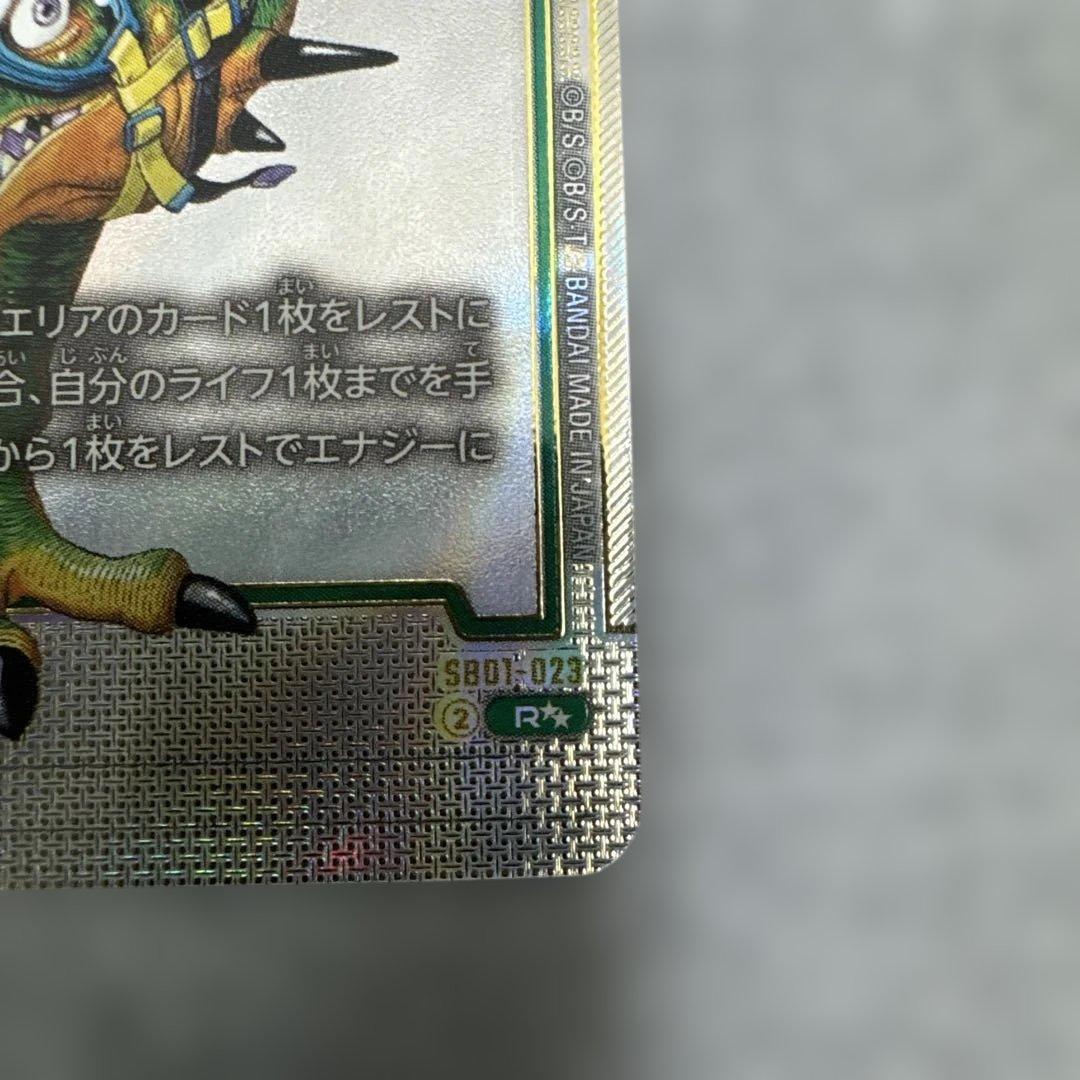 エリアのカード1枚をレストに
合、自分のライフ1枚までを手
から1枚をレストでエナジーに
©B/S ©B/S・T BANDAI MADE IN JAPAN
SB01-023
2 R★★